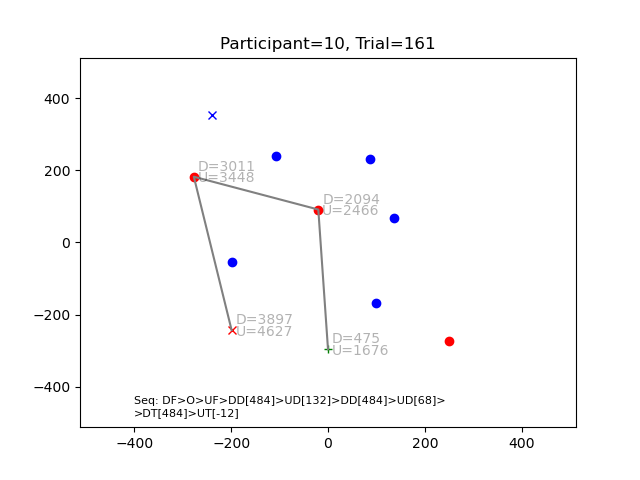 Participant=10, Trial=161
400
200
0
−200
−400
D=3011
U=3448
D=2094
U=2466
D=3897
U=4627
D=475
U=1676
Seq: DF>O>UF>DD[484]>UD[132]>DD[484]>UD[68]>
>DT[484]>UT[-12]
−400
−200
0
200
400